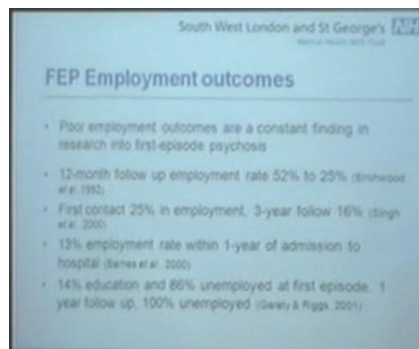 South West London and St George's NHS
Mental Health NHS Trust
FEP Employment outcomes
• Poor employment outcomes are a constant finding in
research into first-episode psychosis
• 12-month follow up employment rate 52% to 25% (Birchwood
et al. 1992)
• First contact 25% in employment, 3-year follow 16% (Singh
et al. 2000)
• 13% employment rate within 1-year of admission to
hospital (Barnes et al. 2000)
• 14% education and 86% unemployed at first episode, 1
year follow up, 100% unemployed (Garety & Riggs, 2001)